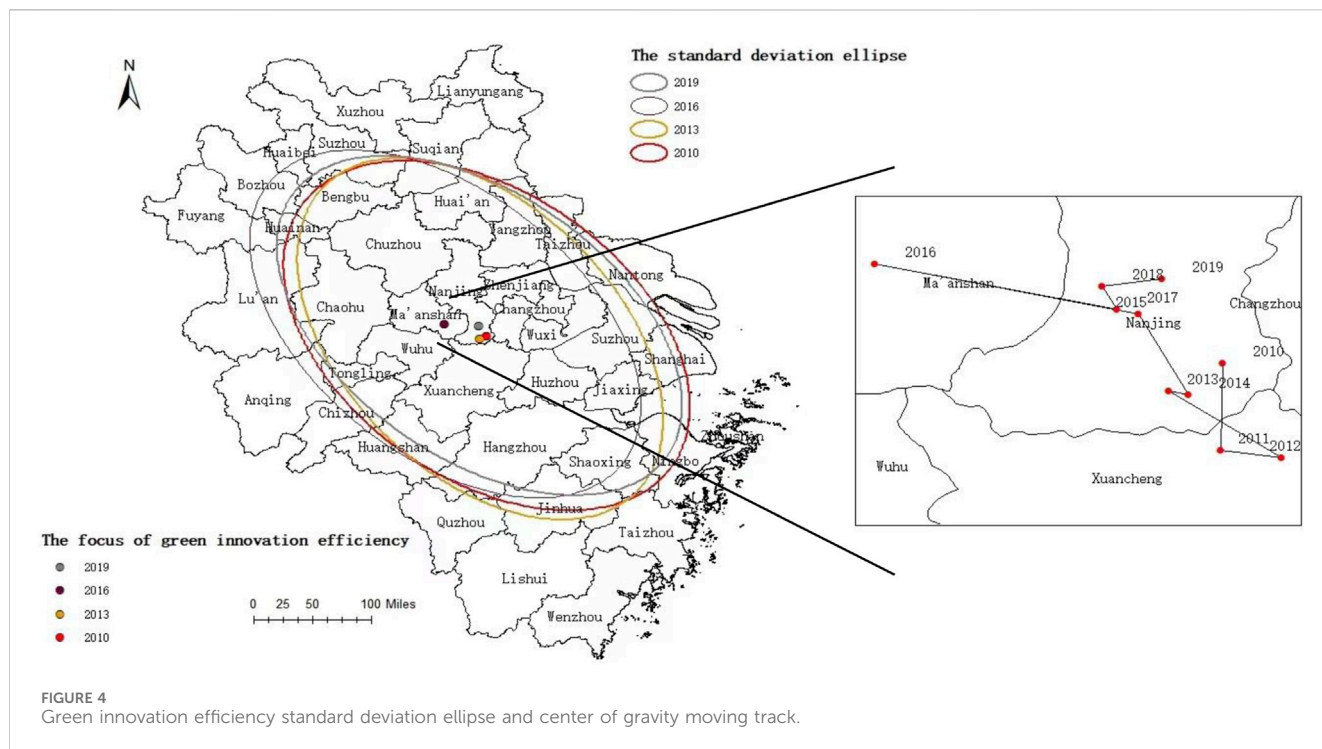 N
The standard deviation ellipse
2019
2016
2013
2010
Lianyungang
Xuzhou
Suzhou
Suqian
Huaibei
Bozhou
Bengbu
Huai'an
Fuyang
Huainan
Yangzhou
Taizhou
Chuzhou
Nantong
Lu'an
Chaohu
Nanjing
Zhenjiang
Ma'anshan
Changzhou
Wuxi
Suzhou
Wuhu
Shanghai
Tongling
Xuancheng
Huzhou
Jiaxing
Anqing
Chizhou
Huangshan
Hangzhou
Zhoushan
Shaoxing
Ningbo
Jinhua
Quzhou
Taizhou
Lishui
Wenzhou
2016
Ma'anshan
2018
2019
2015
2017
Nanjing
Changzhou
2010
2013
2014
2011
2012
Wuhu
Xuancheng
The focus of green innovation efficiency
2019
2016
2013
2010
0 25 50 100 Miles
FIGURE 4
Green innovation efficiency standard deviation ellipse and center of gravity moving track.